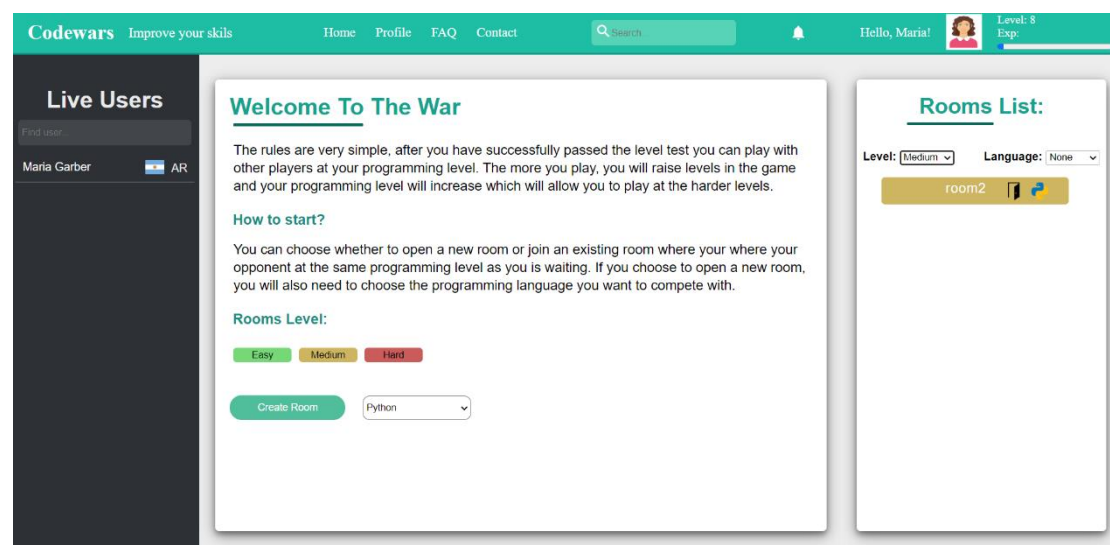 Codewars Improve your skils Home Profile FAQ Contact Search Hello, Maria! Level: 8
Exp:
Live Users
Find user...
Maria Garber AR
Welcome To The War
The rules are very simple, after you have successfully passed the level test you can play with
other players at your programming level. The more you play, you will raise levels in the game
and your programming level will increase which will allow you to play at the harder levels.
How to start?
You can choose whether to open a new room or join an existing room where your where your
opponent at the same programming level as you is waiting. If you choose to open a new room,
you will also need to choose the programming language you want to compete with.
Rooms Level:
Easy Medium Hard
Create Room Python
Rooms List:
Level: Medium Language: None
room2